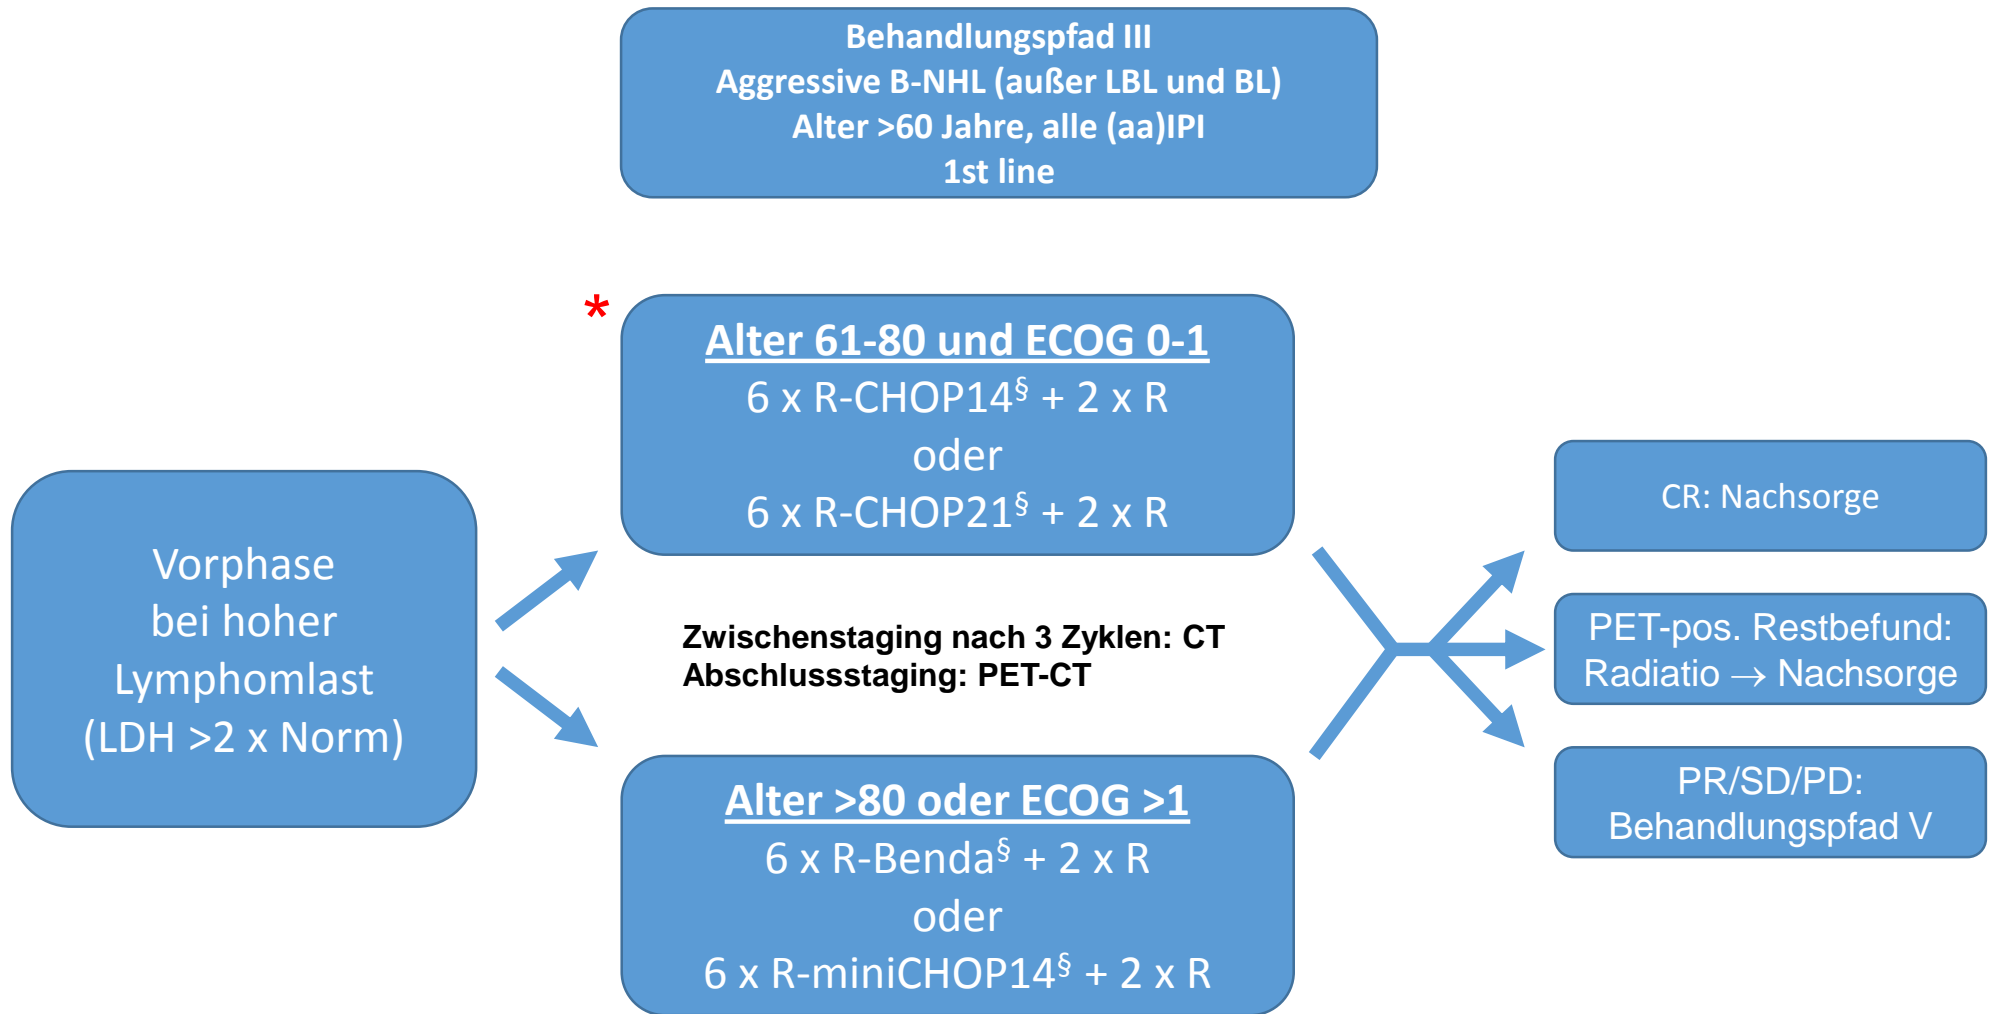 Behandlungspfad III
Aggressive B-NHL (außer LBL und BL)
Alter >60 Jahre, alle (aa)IPI
1st line
*
Alter 61-80 und ECOG 0-1
6 x R-CHOP14§ + 2 x R
oder
6 x R-CHOP21§ + 2 x R
Vorphase
bei hoher
Lymphomlast
(LDH >2 x Norm)
Zwischenstaging nach 3 Zyklen: CT
Abschlussstaging: PET-CT
Alter >80 oder ECOG >1
6 x R-Benda§ + 2 x R
oder
6 x R-miniCHOP14§ + 2 x R
CR: Nachsorge
PET-pos. Restbefund:
Radiatio → Nachsorge
PR/SD/PD:
Behandlungspfad V